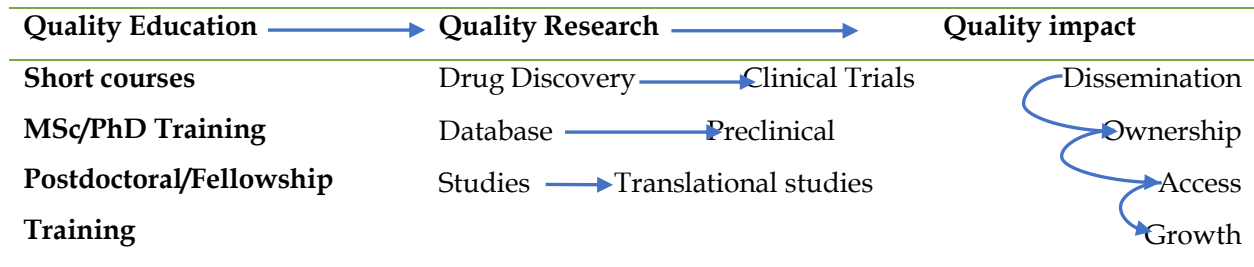 Quality Education Quality Research Quality impact
Short courses Drug Discovery Clinical Trials Dissemination
MSc/PhD Training Database Preclinical Ownership
Postdoctoral/Fellowship Studies Translational studies Access
Training Growth